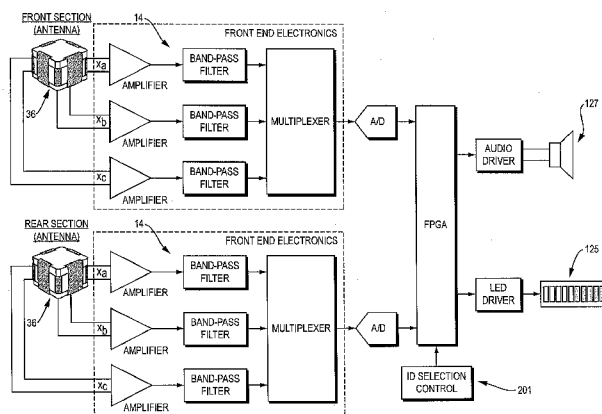 FRONT SECTION
(ANTENNA)
14
FRONT END ELECTRONICS
Xa
AMPLIFIER
BAND-PASS
FILTER
36
Xb
AMPLIFIER
BAND-PASS
FILTER
MULTIPLEXER
A/D
Xc
AMPLIFIER
BAND-PASS
FILTER
FPGA
AUDIO
DRIVER
127
REAR SECTION
(ANTENNA)
14
FRONT END ELECTRONICS
Xa
AMPLIFIER
BAND-PASS
FILTER
36
Xb
AMPLIFIER
BAND-PASS
FILTER
MULTIPLEXER
A/D
Xc
AMPLIFIER
BAND-PASS
FILTER
LED
DRIVER
125
ID SELECTION
CONTROL
201